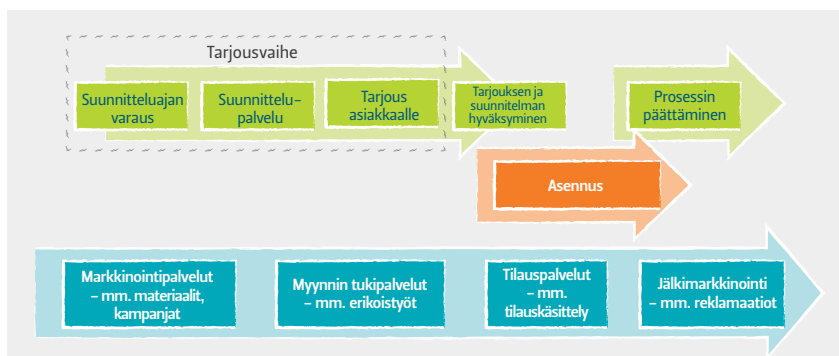 Tarjousvaihe
Suunnitteluajan
varaus
Suunnittelu-
palvelu
Tarjous
asiakkaalle
Tarjouksen ja
suunnitelman
hyväksyminen
Prosessin
päättäminen
Asennus
Markkinointipalvelut
– mm. materiaalit,
kampanjat
Myynnin tukipalvelut
– mm. erikoistyöt
Tilauspalvelut
– mm.
tilauskäsittely
Jälkimarkkinointi
– mm. reklamaatiot